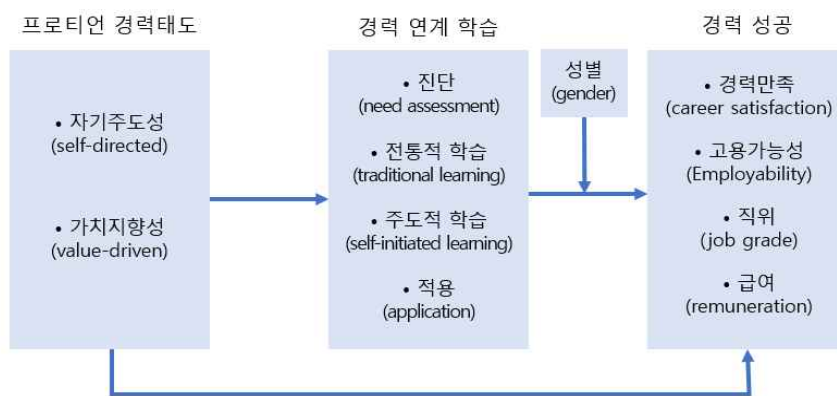 프로티언 경력태도
• 자기주도성
(self-directed)
• 가치지향성
(value-driven)
경력 연계 학습
• 진단
(need assessment)
• 전통적 학습
(traditional learning)
• 주도적 학습
(self-initiated learning)
• 적용
(application)
성별
(gender)
경력 성공
• 경력만족
(career satisfaction)
• 고용가능성
(Employability)
• 직위
(job grade)
• 급여
(remuneration)